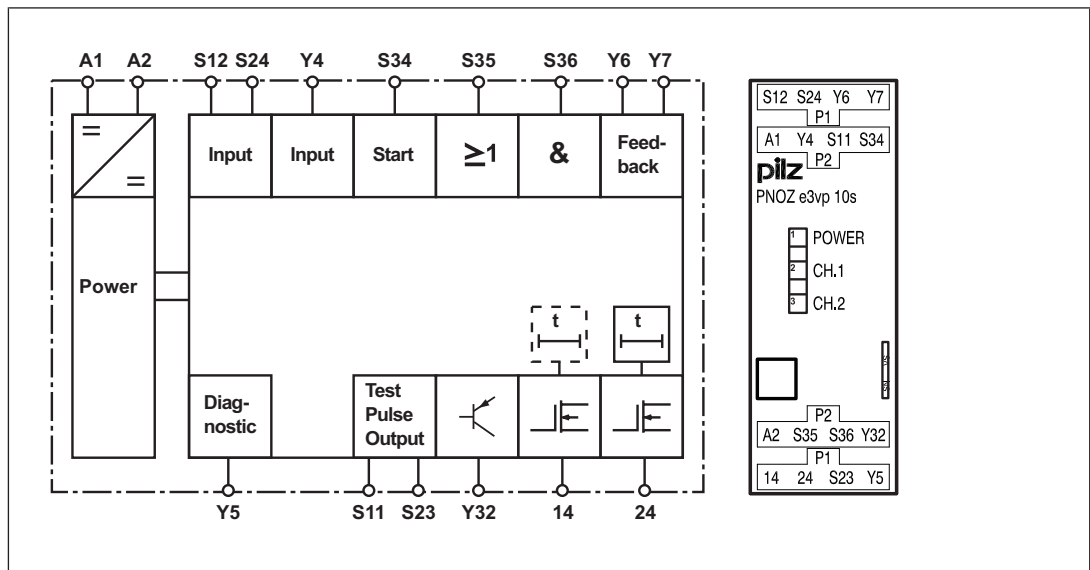 A1 A2 S12 S24 Y4 S34 S35 S36 Y6 Y7
= =
Power
Input
Input
Start
≥1
&
Feed-
back
t
t
Diag-
nostic
Test
Pulse
Output
Y5 S11 S23 Y32 14 24
S12 S24 Y6 Y7
P1
A1 Y4 S11 S34
P2
pilz
PNOZ e3vp 10s
1 POWER
2 CH.1
3 CH.2
P2
A2 S35 S36 Y32
P1
14 24 S23 Y5